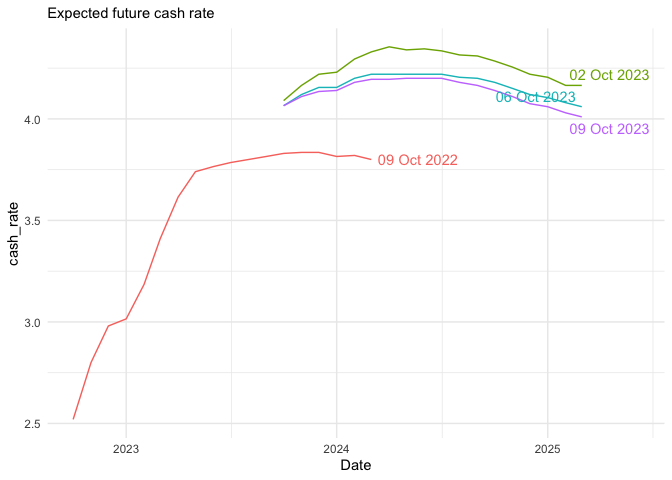 Expected future cash rate
02 Oct 2023
06 Oct 2023
4.0
09 Oct 2023
09 Oct 2022
3.5
cash_rate
3.0
2.5
2023 2024 2025
Date